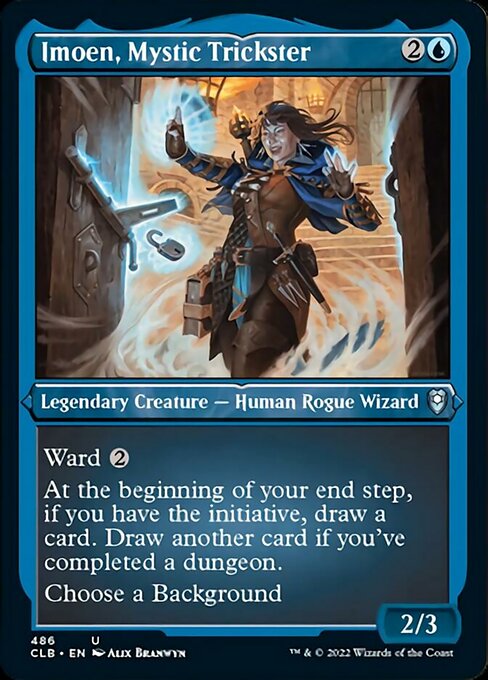 Imoen, Mystic Trickster 2
Legendary Creature — Human Rogue Wizard
Ward 2
At the beginning of your end step,
if you have the initiative, draw a
card. Draw another card if you've
completed a dungeon.
Choose a Background
2/3
486 U
CLB • EN Alix Branwyn
™ & © 2022 Wizards of the Coast